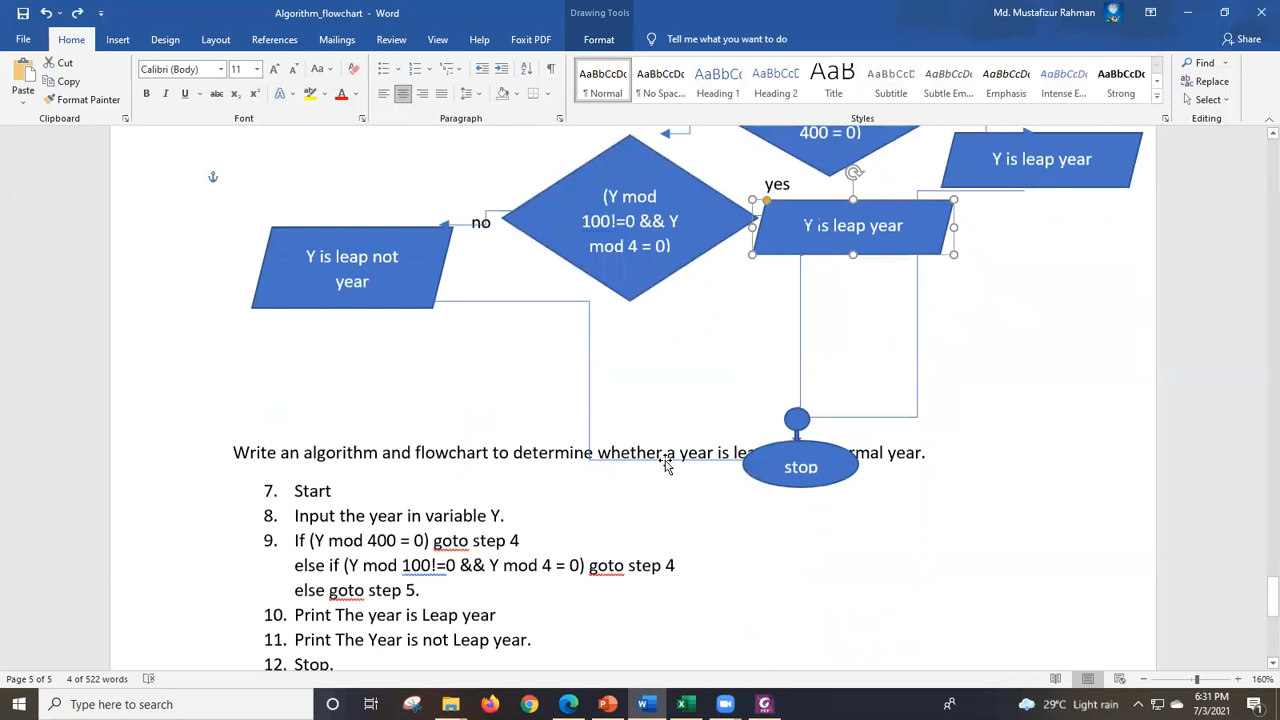 Algorithm_flowchart - Word
Drawing Tools
Md. Mustafizur Rahman
File Home Insert Design Layout References Mailings Review View Help Foxit PDF Format Tell me what you want to do Share
Paste
Cut
Copy
Format Painter
Clipboard
Calibri (Body) 11
Font
Paragraph
AaBbCcDc AaBbCcDc AaBbCc AaBbCcD AaB AaBbCcD AaBbCcDc AaBbCcDc AaBbCcDc AaBbCcDc
¶ Normal ¶ No Spac... Heading 1 Heading 2 Title Subtitle Subtle Em... Emphasis Intense E... Strong
Styles
Find
Replace
Select
Editing
400 = 0)
Y is leap year
yes
(Y mod
100!=0 && Y
mod 4 = 0)
Y is leap year
no
Y is leap not
year
Write an algorithm and flowchart to determine whether a year is lea rmal year.
stop
7. Start
8. Input the year in variable Y.
9. If (Y mod 400 = 0) goto step 4
else if (Y mod 100!=0 && Y mod 4 = 0) goto step 4
else goto step 5.
10. Print The year is Leap year
11. Print The Year is not Leap year.
12. Stop.
Page 5 of 5 4 of 522 words 160%
Type here to search
29°C Light rain
6:31 PM
7/3/2021